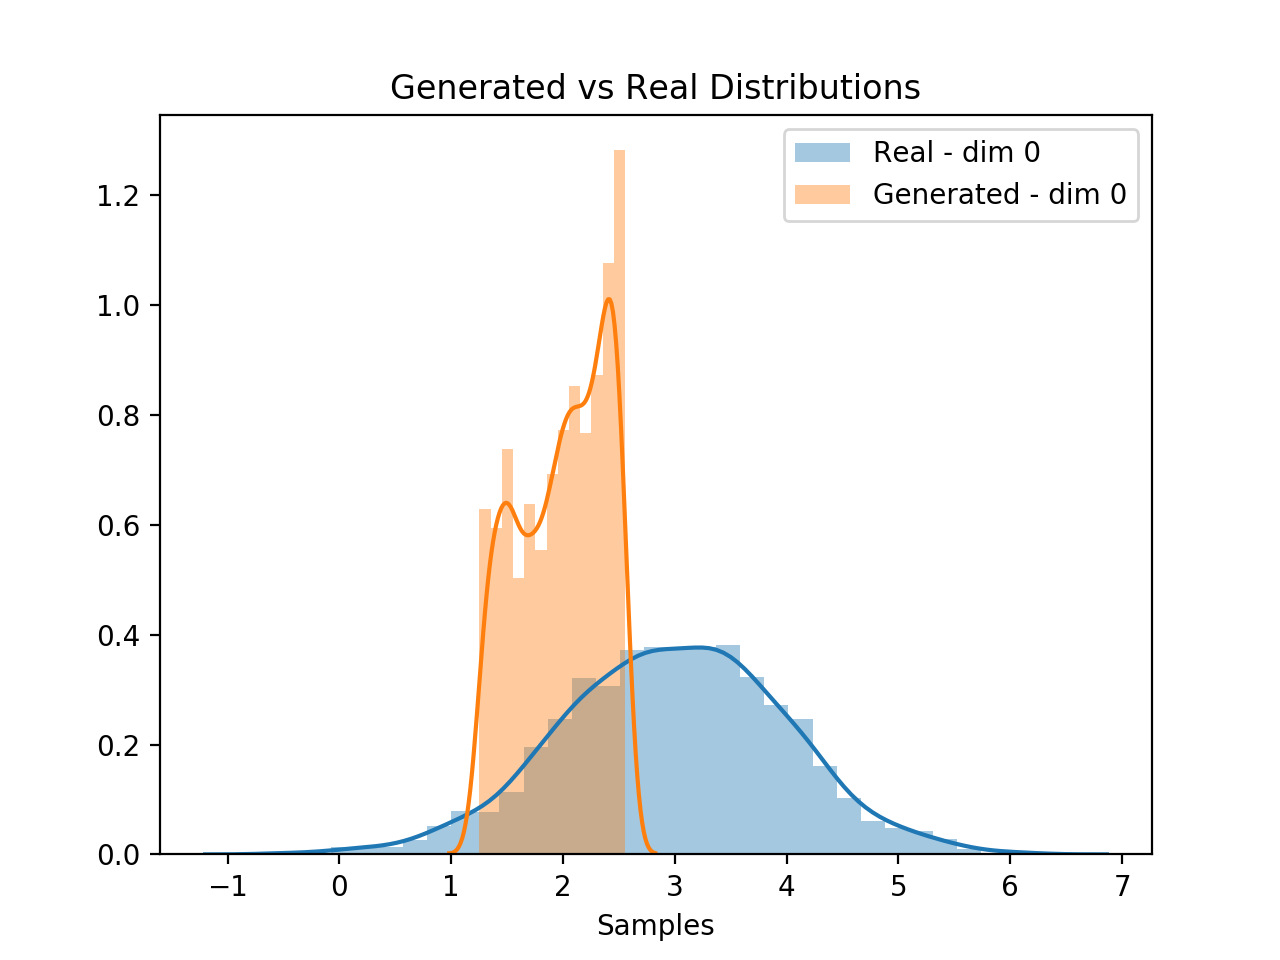 Generated vs Real Distributions
Real - dim 0
Generated - dim 0
1.2
1.0
0.8
0.6
0.4
0.2
0.0
−1 0 1 2 3 4 5 6 7
Samples